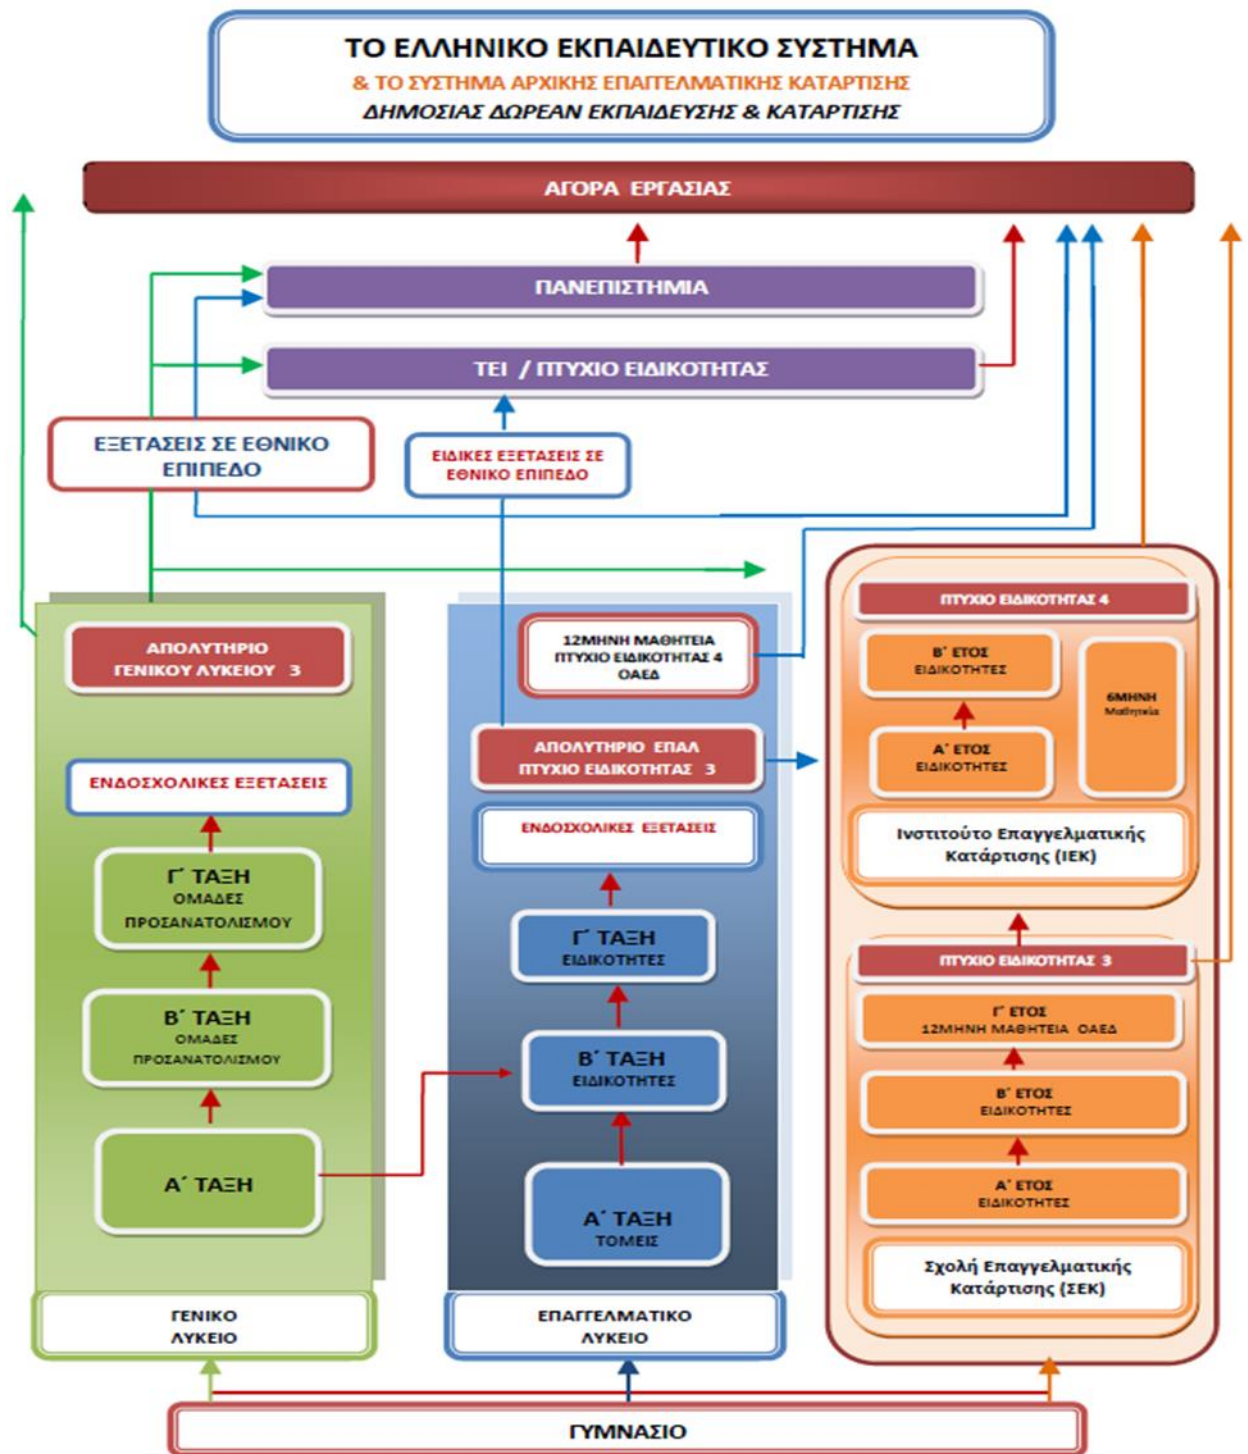 ΤΟ ΕΛΛΗΝΙΚΟ ΕΚΠΑΙΔΕΥΤΙΚΟ ΣΥΣΤΗΜΑ
& ΤΟ ΣΥΣΤΗΜΑ ΑΡΧΙΚΗΣ ΕΠΑΓΓΕΛΜΑΤΙΚΗΣ ΚΑΤΑΡΤΙΣΗΣ
ΔΗΜΟΣΙΑΣ ΔΩΡΕΑΝ ΕΚΠΑΙΔΕΥΣΗΣ & ΚΑΤΑΡΤΙΣΗΣ
ΑΓΟΡΑ ΕΡΓΑΣΙΑΣ
ΠΑΝΕΠΙΣΤΗΜΙΑ
ΤΕΙ / ΠΤΥΧΙΟ ΕΙΔΙΚΟΤΗΤΑΣ
ΕΞΕΤΑΣΕΙΣ ΣΕ ΕΘΝΙΚΟ
ΕΠΙΠΕΔΟ
ΕΙΔΙΚΕΣ ΕΞΕΤΑΣΕΙΣ ΣΕ
ΕΘΝΙΚΟ ΕΠΙΠΕΔΟ
ΑΠΟΛΥΤΗΡΙΟ
ΓΕΝΙΚΟΥ ΛΥΚΕΙΟΥ 3
ΕΝΔΟΣΧΟΛΙΚΕΣ ΕΞΕΤΑΣΕΙΣ
Γ΄ ΤΑΞΗ
ΟΜΑΔΕΣ
ΠΡΟΣΑΝΑΤΟΛΙΣΜΟΥ
Β΄ ΤΑΞΗ
ΟΜΑΔΕΣ
ΠΡΟΣΑΝΑΤΟΛΙΣΜΟΥ
Α΄ ΤΑΞΗ
ΓΕΝΙΚΟ
ΛΥΚΕΙΟ
12ΜΗΝΗ ΜΑΘΗΤΕΙΑ
ΠΤΥΧΙΟ ΕΙΔΙΚΟΤΗΤΑΣ 4
ΟΑΕΔ
ΑΠΟΛΥΤΗΡΙΟ ΕΠΑΛ
ΠΤΥΧΙΟ ΕΙΔΙΚΟΤΗΤΑΣ 3
ΕΝΔΟΣΧΟΛΙΚΕΣ ΕΞΕΤΑΣΕΙΣ
Γ΄ ΤΑΞΗ
ΕΙΔΙΚΟΤΗΤΕΣ
Β΄ ΤΑΞΗ
ΕΙΔΙΚΟΤΗΤΕΣ
Α΄ ΤΑΞΗ
ΤΟΜΕΙΣ
ΕΠΑΓΓΕΛΜΑΤΙΚΟ
ΛΥΚΕΙΟ
ΠΤΥΧΙΟ ΕΙΔΙΚΟΤΗΤΑΣ 4
Β΄ ΕΤΟΣ
ΕΙΔΙΚΟΤΗΤΕΣ
6ΜΗΝΗ
Μαθητεία
Α΄ ΕΤΟΣ
ΕΙΔΙΚΟΤΗΤΕΣ
Ινστιτούτο Επαγγελματικής
Κατάρτισης (ΙΕΚ)
ΠΤΥΧΙΟ ΕΙΔΙΚΟΤΗΤΑΣ 3
Γ΄ ΕΤΟΣ
12ΜΗΝΗ ΜΑΘΗΤΕΙΑ ΟΑΕΔ
Β΄ ΕΤΟΣ
ΕΙΔΙΚΟΤΗΤΕΣ
Α΄ ΕΤΟΣ
ΕΙΔΙΚΟΤΗΤΕΣ
Σχολή Επαγγελματικής
Κατάρτισης (ΣΕΚ)
ΓΥΜΝΑΣΙΟ